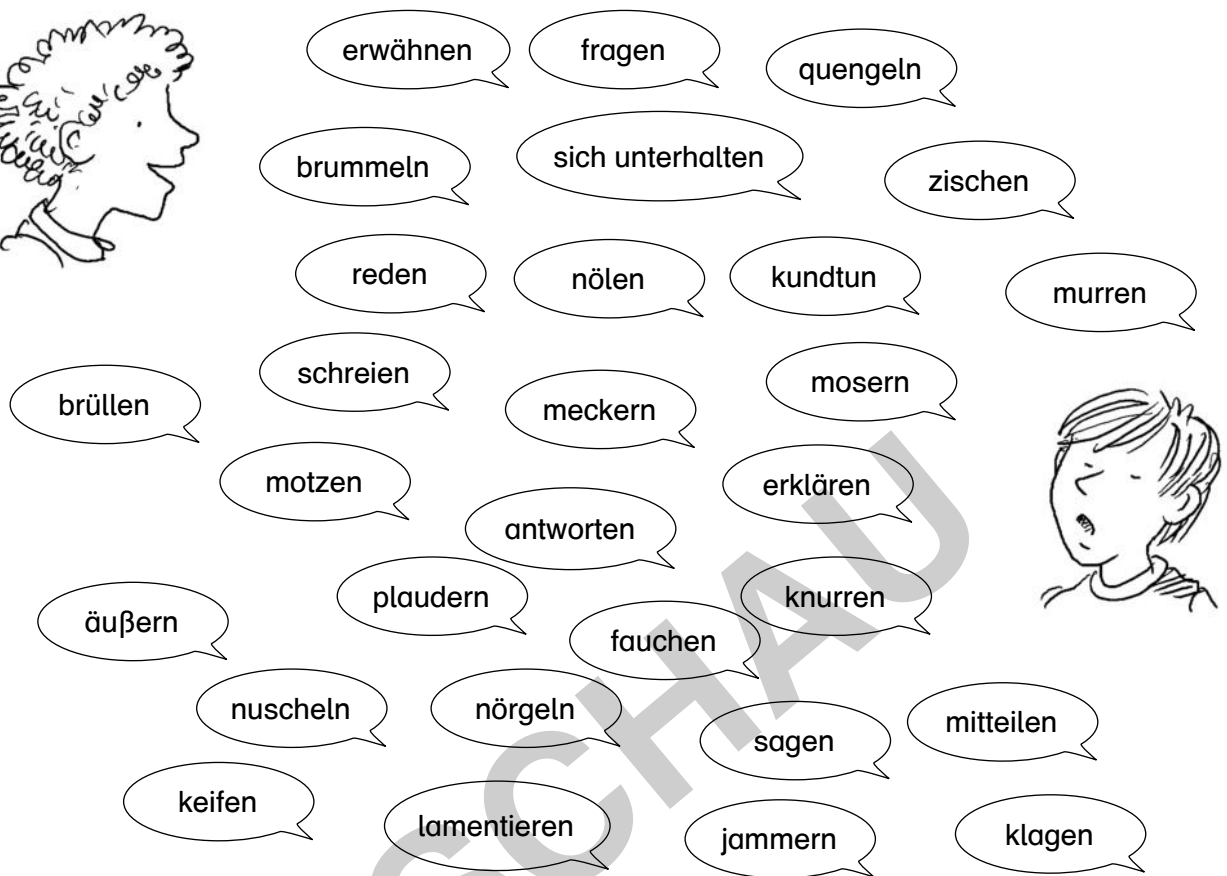 erwähnen
fragen
quengeln
brummeln
sich unterhalten
zischen
reden
nölen
kundtun
murren
schreien
mosern
brüllen
meckern
motzen
erklären
antworten
plaudern
knurren
äußern
fauchen
nuscheln
nörgeln
sagen
mitteilen
keifen
lamentieren
jammern
klagen
SCHAU